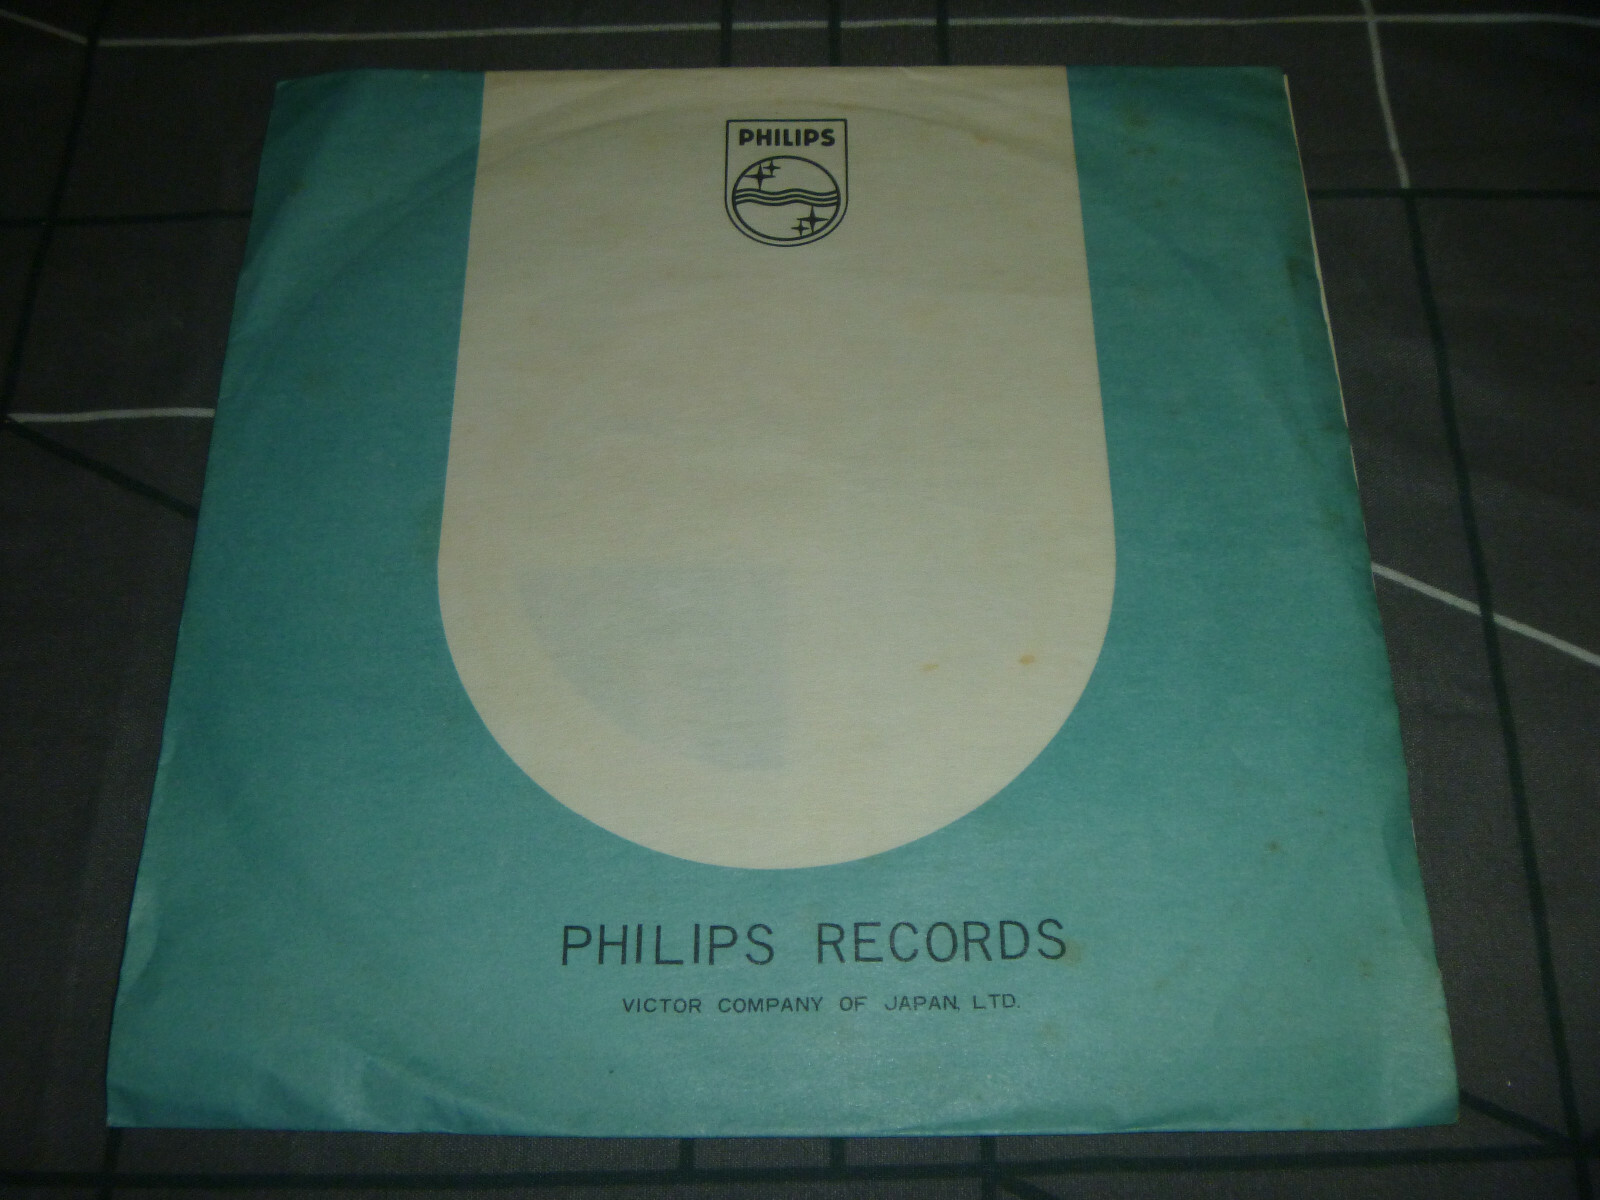 PHILIPS
PHILIPS RECORDS
VICTOR COMPANY OF JAPAN, LTD.